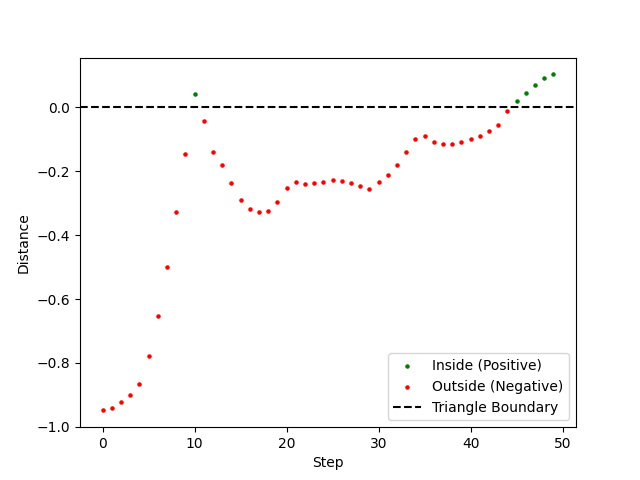 0.0
−0.2
−0.4
−0.6
−0.8
−1.0
Distance
Inside (Positive)
Outside (Negative)
Triangle Boundary
0 10 20 30 40 50
Step